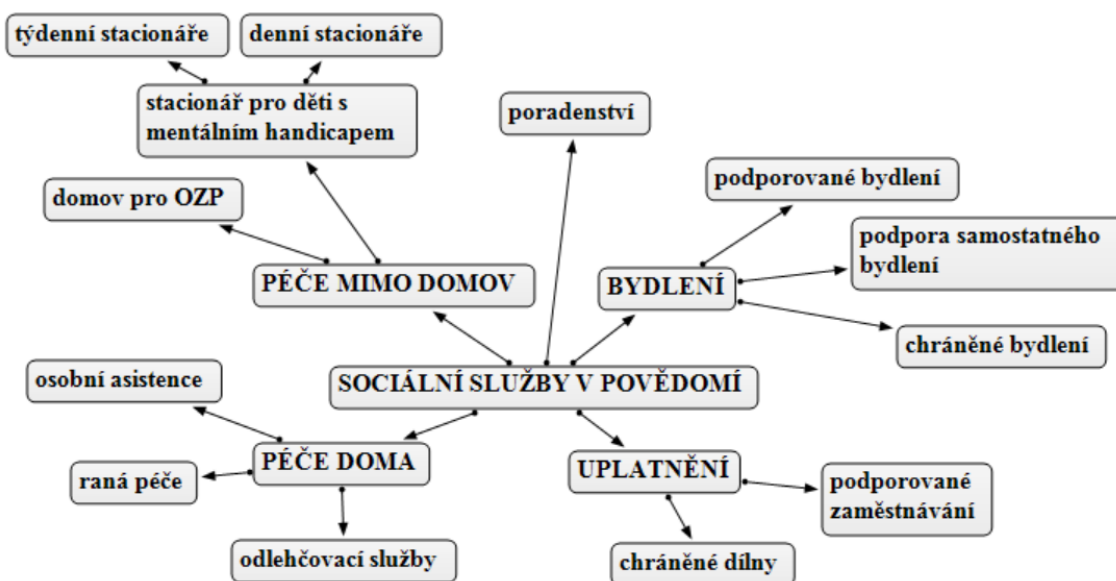 týdenní stacionáře
denní stacionáře
stacionář pro děti s
mentálním handicapem
poradenství
domov pro OZP
podporované bydlení
podpora samostatného
bydlení
PÉČE MIMO DOMOV
BYDLENÍ
chráněné bydlení
osobní asistence
SOCIÁLNÍ SLUŽBY V POVĚDOMÍ
PÉČE DOMA
UPLATNĚNÍ
raná péče
podporované
zaměstnávání
odlehčovací služby
chráněné dílny